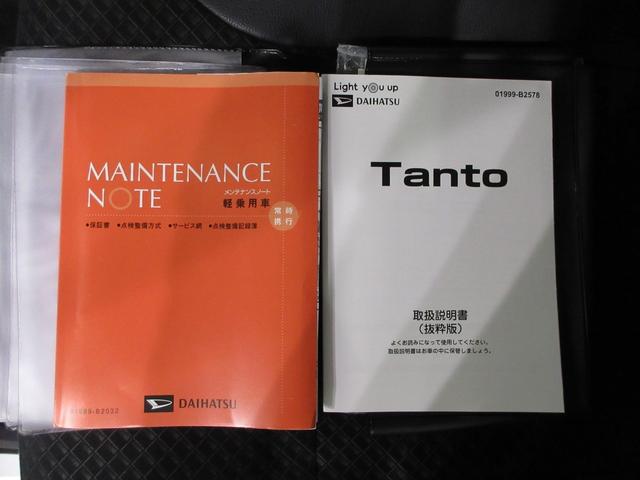 MAINTENANCE
NOTE
メンテナンスノート
軽乗用車
常時
携行
●保証書 ●点検整備方式 ●サービス網 ●点検整備記録簿
DAIHATSU
01999-B2032
Light you up
DAIHATSU
01999-B2578
Tanto
取扱説明書
（抜粋版）
よくお読みになって使用してください。
取扱説明書はお車の中に保管しましょう。